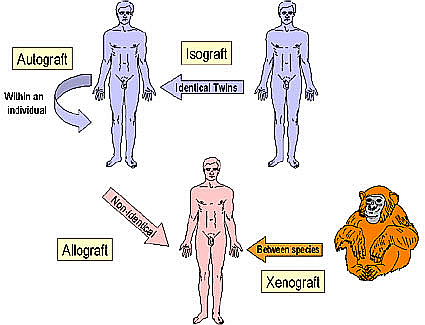 Autograft
Isograft
Identical Twins
Within an
individual
Non-identical
Allograft
Between species
Xenograft